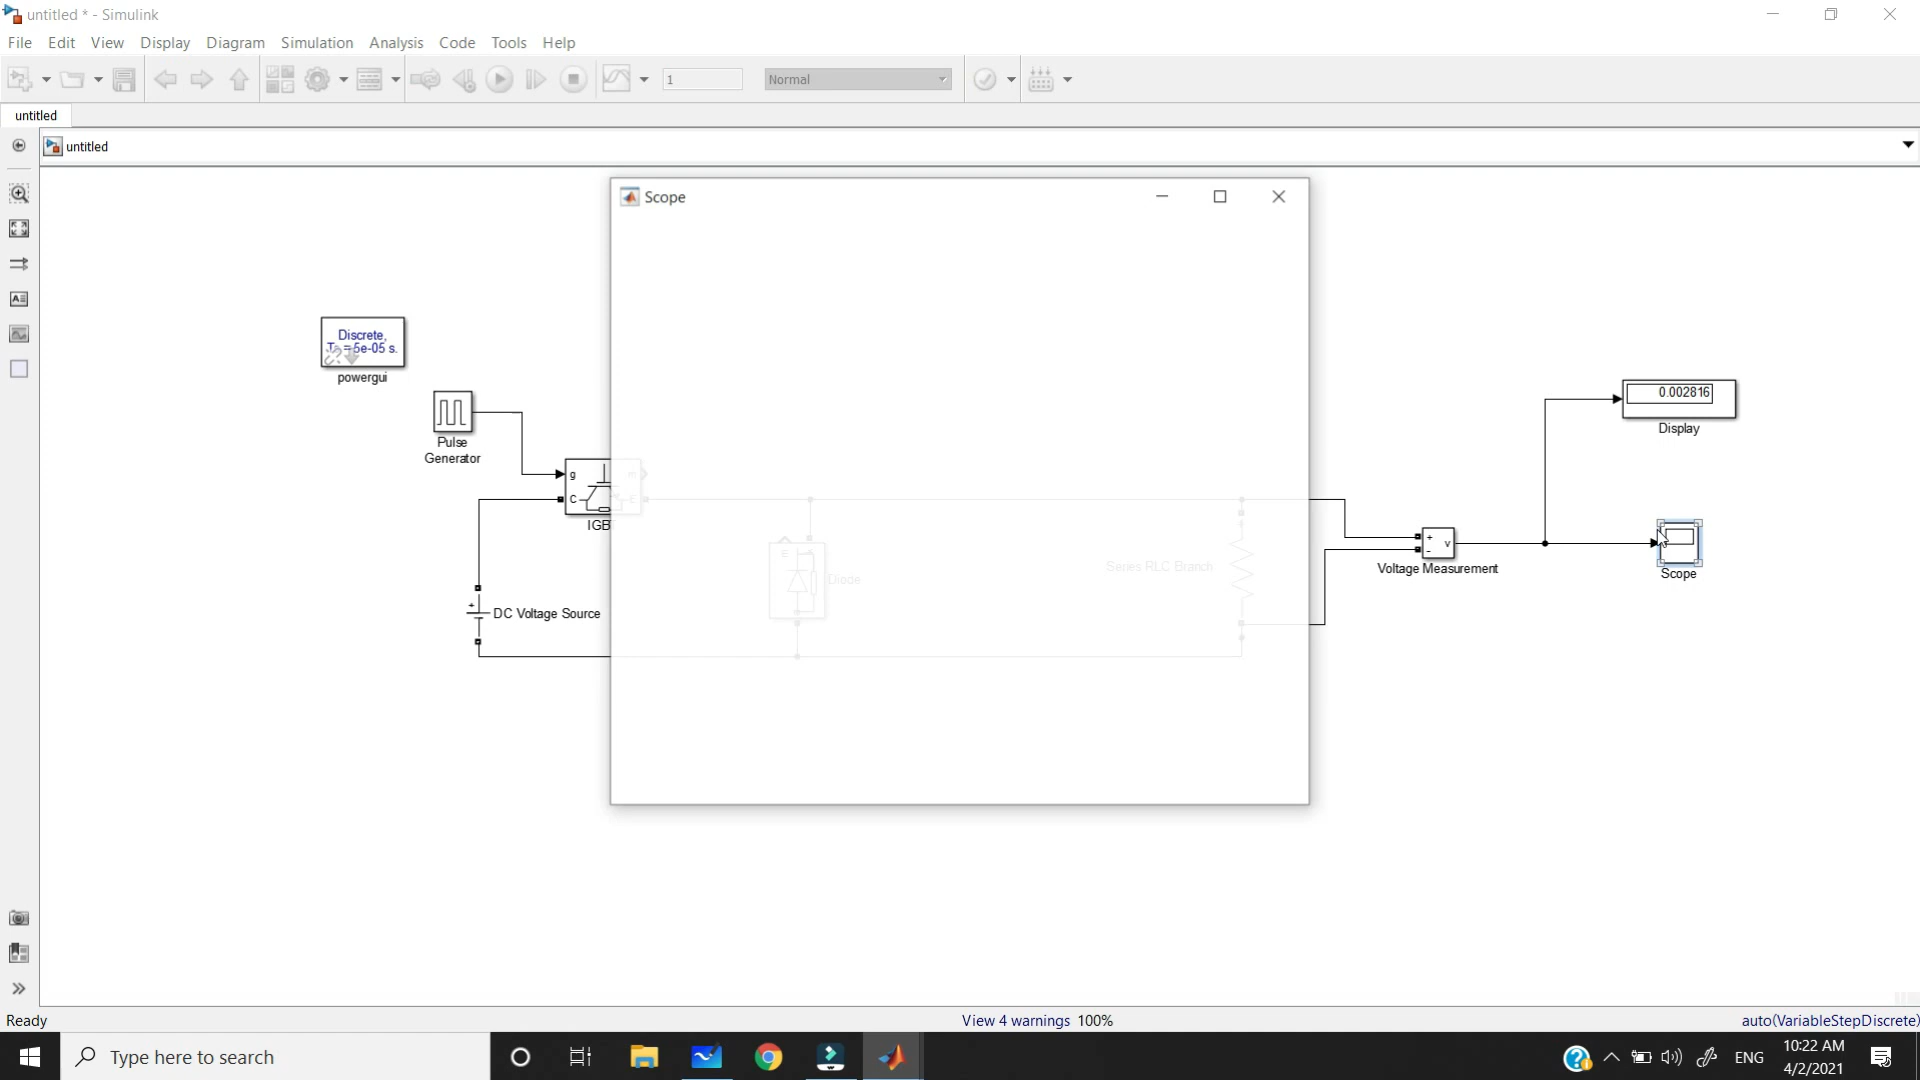 untitled * - Simulink
File Edit View Display Diagram Simulation Analysis Code Tools Help
1
Normal
untitled
untitled
Scope
Discrete,
Ts = 5e-05 s.
powergui
Pulse
Generator
g
C
m
E
IGB
0.002816
Display
+
-
v
Voltage Measurement
Scope
m
Diode
Series RLC Branch
+
DC Voltage Source
Ready
View 4 warnings 100%
auto(VariableStepDiscrete)
Type here to search
ENG
10:22 AM
4/2/2021